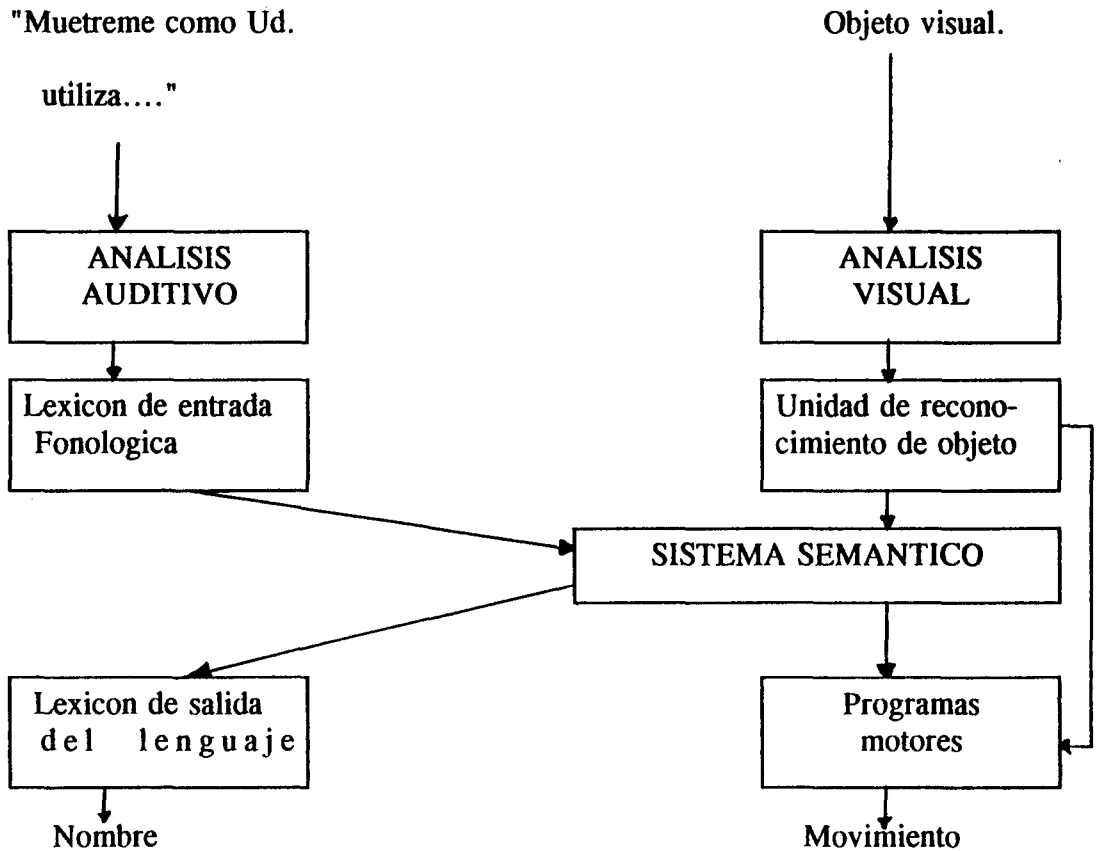 "Muetreme como Ud.
utiliza...."
Objeto visual.
ANALISIS
AUDITIVO
ANALISIS
VISUAL
Lexicon de entrada
Fonologica
Unidad de recono-
cimiento de objeto
SISTEMA SEMANTICO
Lexicon de salida
del lenguaje
Programas
motores
Nombre
Movimiento